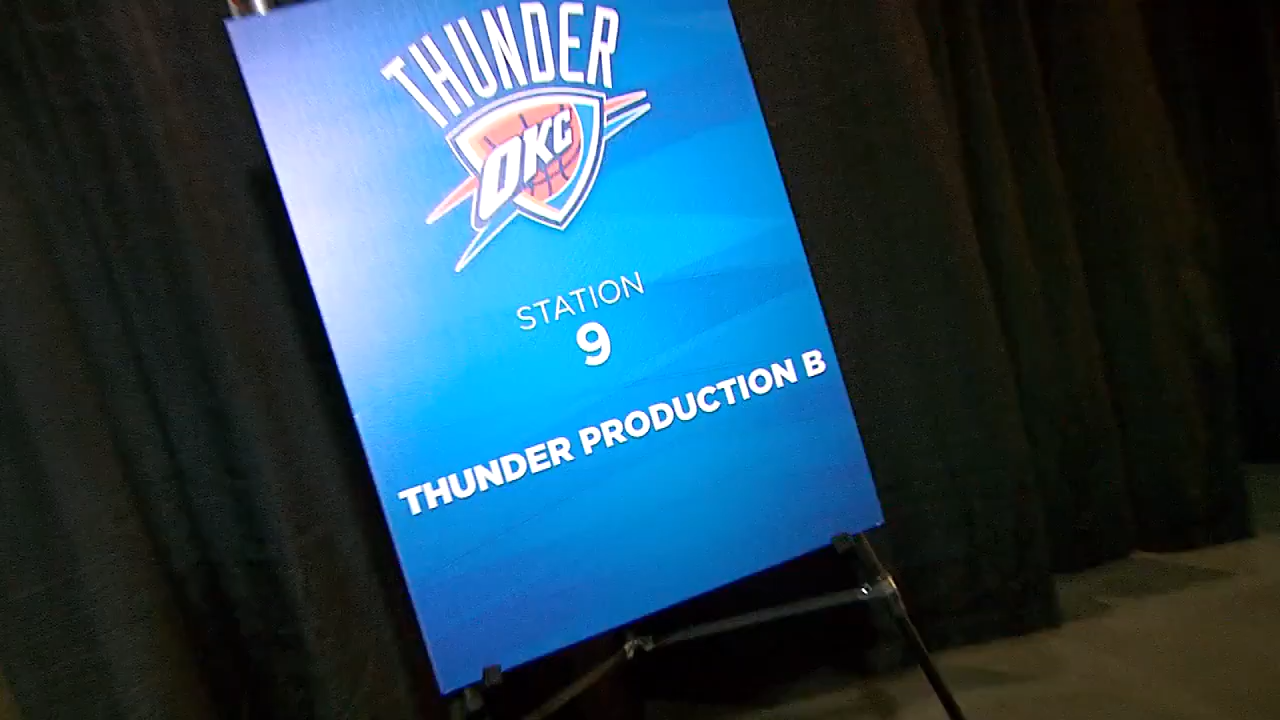 THUNDER
OKC
STATION
9
THUNDER PRODUCTION B